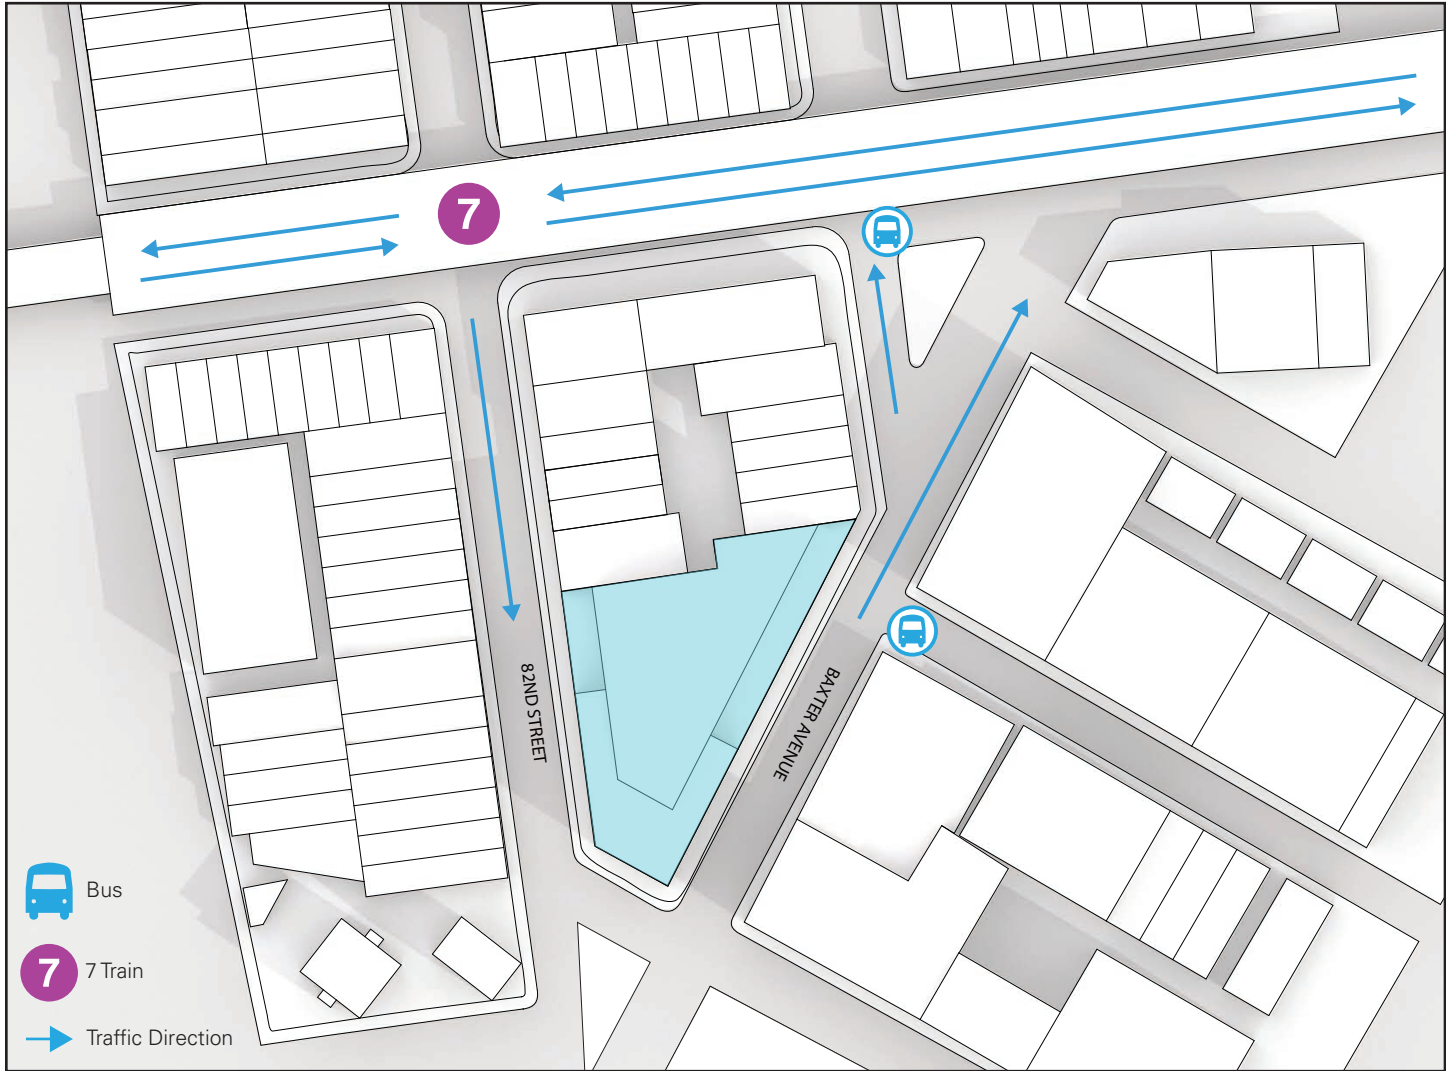 7
82ND STREET
BAXTER AVENUE
Bus
7
7 Train
Traffic Direction